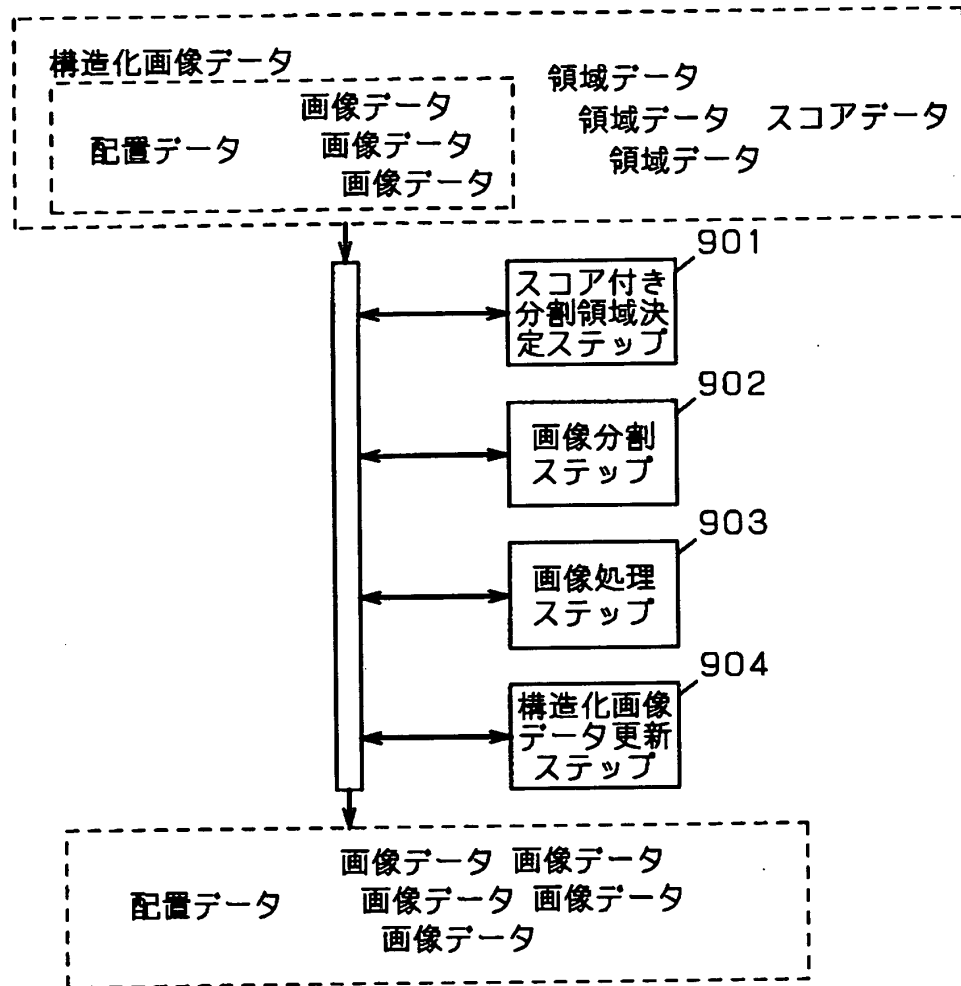 構造化画像データ
配置データ
画像データ
画像データ
画像データ
領域データ
領域データ スコアデータ
領域データ
901
スコア付き
分割領域決
定ステップ
902
画像分割
ステップ
903
画像処理
ステップ
904
構造化画像
データ更新
ステップ
配置データ
画像データ 画像データ
画像データ 画像データ
画像データ